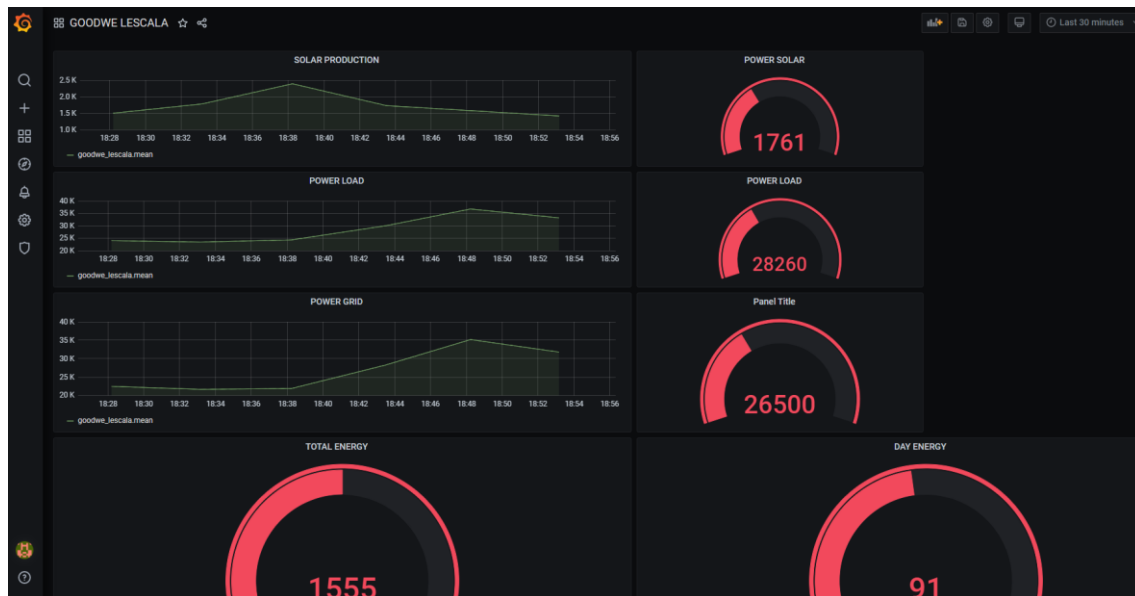 GOODWE LESCALA
Last 30 minutes
SOLAR PRODUCTION
2.5 K
2.0 K
1.5 K
1.0 K
18:28 18:30 18:32 18:34 18:36 18:38 18:40 18:42 18:44 18:46 18:48 18:50 18:52 18:54 18:56
goodwe_lescala.mean
POWER SOLAR
1761
POWER LOAD
40 K
35 K
30 K
25 K
20 K
18:28 18:30 18:32 18:34 18:36 18:38 18:40 18:42 18:44 18:46 18:48 18:50 18:52 18:54 18:56
goodwe_lescala.mean
POWER LOAD
28260
POWER GRID
40 K
35 K
30 K
25 K
20 K
18:28 18:30 18:32 18:34 18:36 18:38 18:40 18:42 18:44 18:46 18:48 18:50 18:52 18:54 18:56
goodwe_lescala.mean
Panel Title
26500
TOTAL ENERGY
1555
DAY ENERGY
91